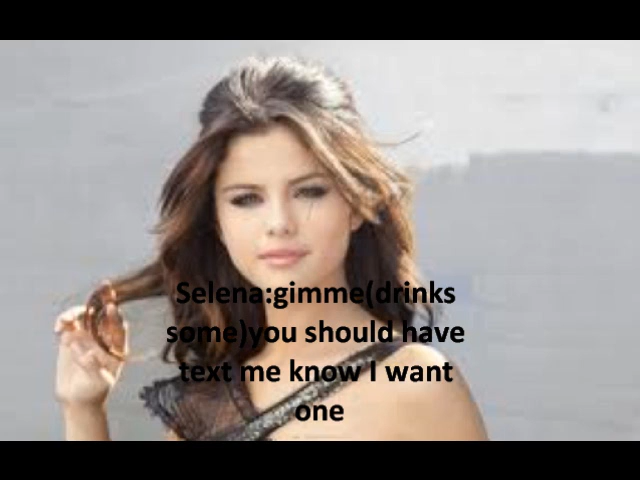 Selena:gimme(drinks
some)you should have
text me know I want
one